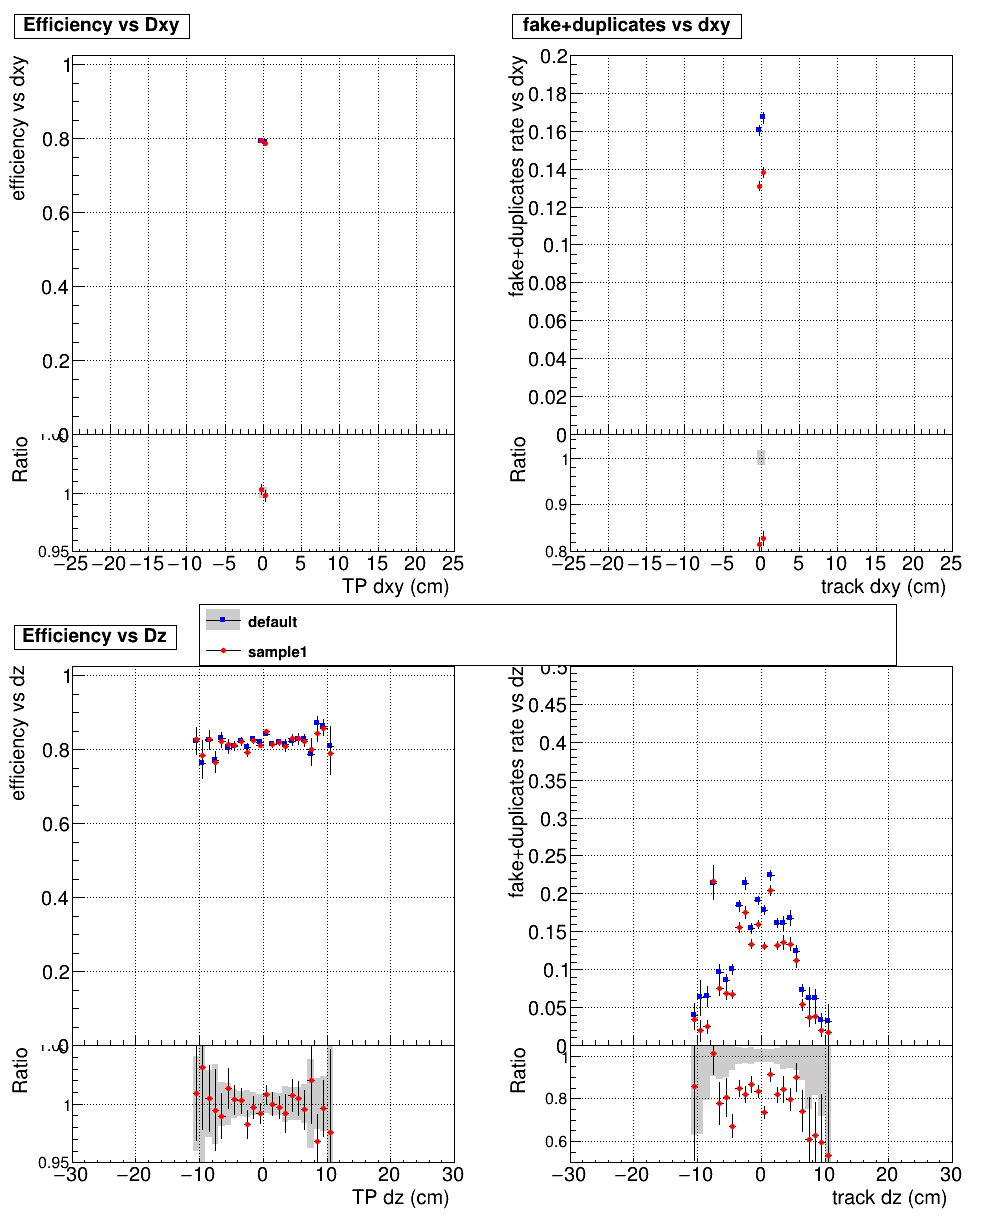 Efficiency vs Dxy
efficiency vs dxy
1
0.8
0.6
0.4
0.2
0
Ratio
1
0.95
−25 −20 −15 −10 −5 0 5 10 15 20 25
TP dxy (cm)
fake+duplicates vs dxy
fake+duplicates rate vs dxy
0.2
0.18
0.16
0.14
0.12
0.1
0.08
0.06
0.04
0.02
0
Ratio
1
0.9
0.8
−25 −20 −15 −10 −5 0 5 10 15 20 25
track dxy (cm)
default
sample1
Efficiency vs Dz
efficiency vs dz
1
0.8
0.6
0.4
0.2
0
Ratio
1
0.95
−30 −20 −10 0 10 20 30
TP dz (cm)
fake+duplicates rate vs dz
0.5
0.45
0.4
0.35
0.3
0.25
0.2
0.15
0.1
0.05
0
Ratio
1
0.8
0.6
−30 −20 −10 0 10 20 30
track dz (cm)